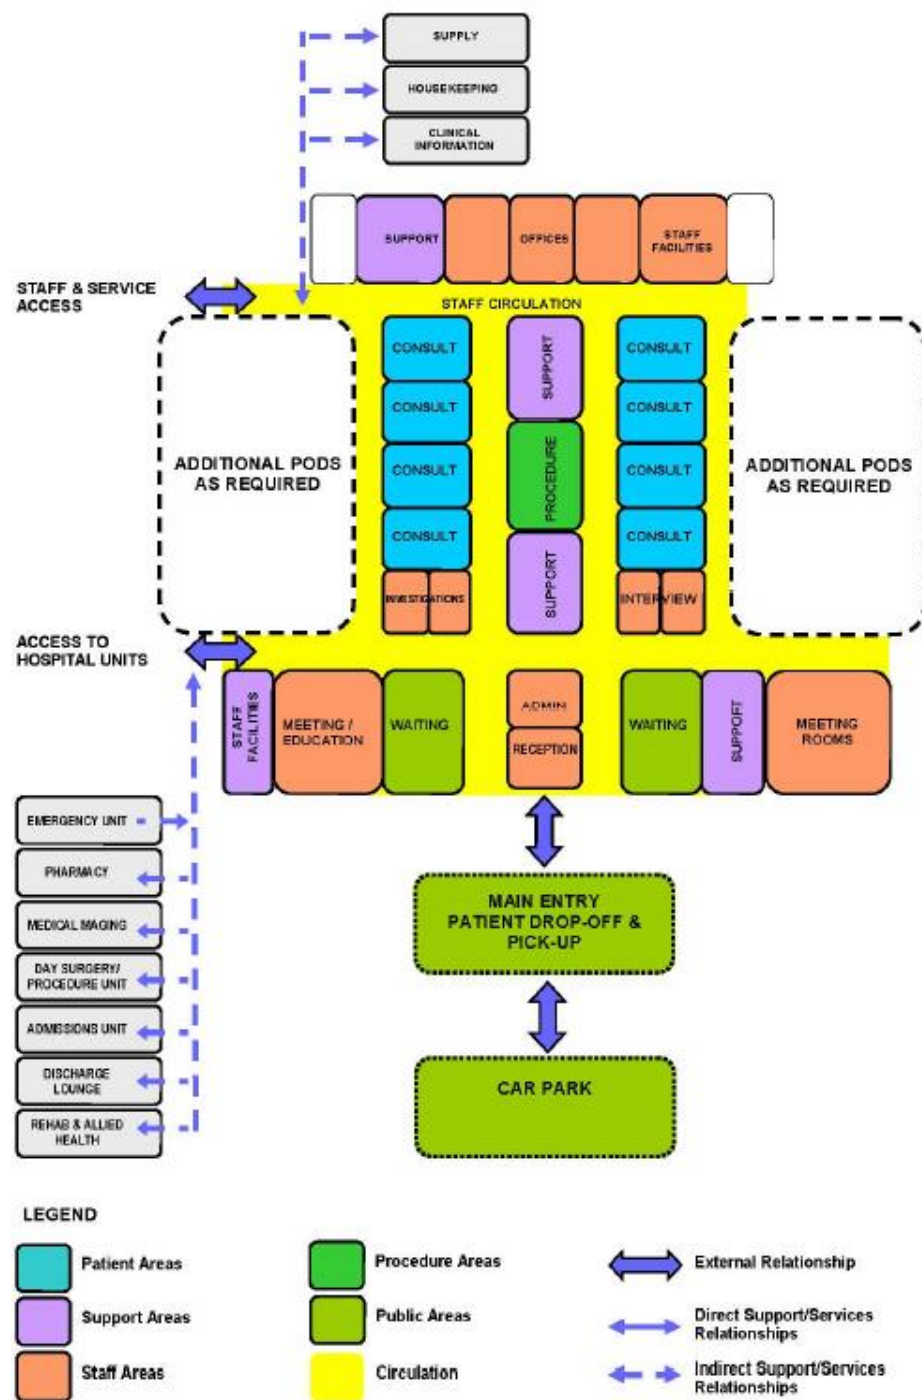 SUPPLY
HOUSEKEEPING
CLINICAL
INFORMATION
SUPPORT
OFFICES
STAFF
FACILITIES
STAFF & SERVICE
ACCESS
STAFF CIRCULATION
CONSULT
SUPPORT
CONSULT
CONSULT
CONSULT
ADDITIONAL PODS
AS REQUIRED
PROCEDURE
ADDITIONAL PODS
AS REQUIRED
CONSULT
CONSULT
CONSULT
CONSULT
SUPPORT
INVESTIGATIONS
INTERVIEW
ACCESS TO
HOSPITAL UNITS
STAFF
FACILITIES
MEETING /
EDUCATION
WAITING
ADMIN
RECEPTION
WAITING
SUPPORT
MEETING
ROOMS
EMERGENCY UNIT
PHARMACY
MEDICAL MAGING
DAY SURGERY/
PROCEDURE UNIT
ADMISSIONS UNIT
DISCHARGE
LOUNGE
REHAB & ALLIED
HEALTH
MAIN ENTRY
PATIENT DROP-OFF &
PICK-UP
CAR PARK
LEGEND
Patient Areas
Support Areas
Staff Areas
Procedure Areas
Public Areas
Circulation
External Relationship
Direct Support/Services
Relationships
Indirect Support/Services
Relationships